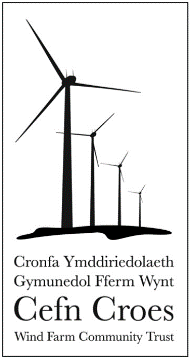 Cronfa Ymddiriedolaeth
Gymunedol Fferm Wynt
Cefn Croes
Wind Farm Community Trust